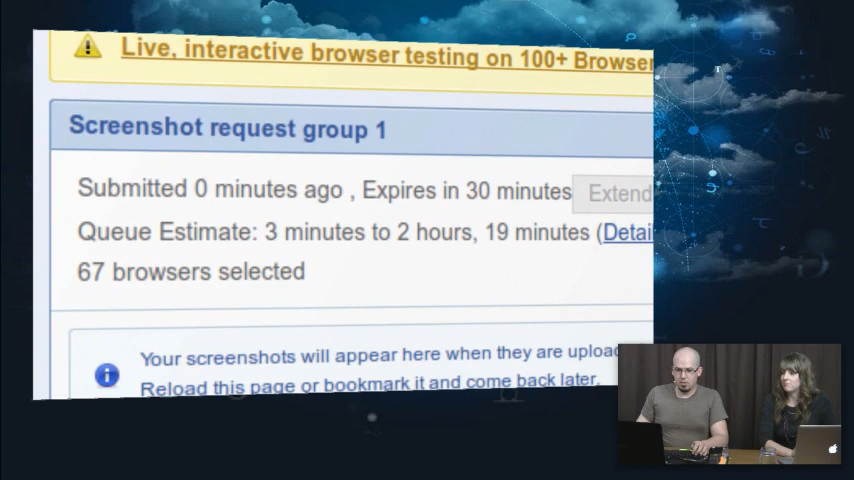 Live, interactive browser testing on 100+ Browser
Screenshot request group 1
Submitted 0 minutes ago , Expires in 30 minutes Extend
Queue Estimate: 3 minutes to 2 hours, 19 minutes (Detai
67 browsers selected
Your screenshots will appear here when they are uploa
Reload this page or bookmark it and come back later.